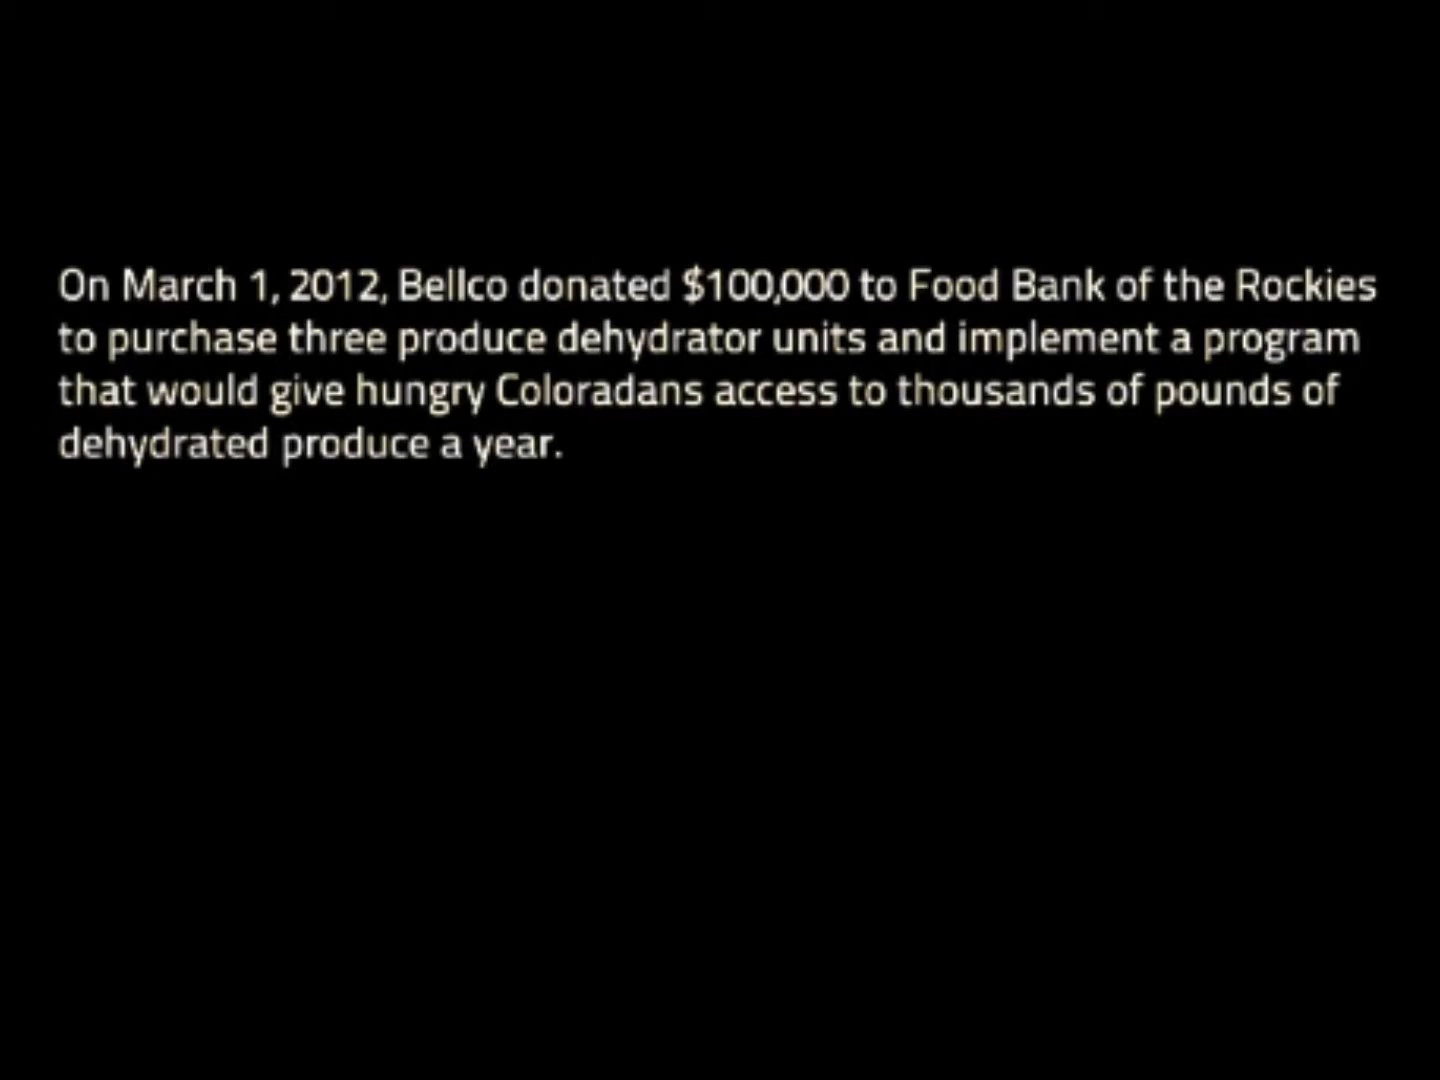 On March 1, 2012, Bellco donated $100,000 to Food Bank of the Rockies
to purchase three produce dehydrator units and implement a program
that would give hungry Coloradans access to thousands of pounds of
dehydrated produce a year.